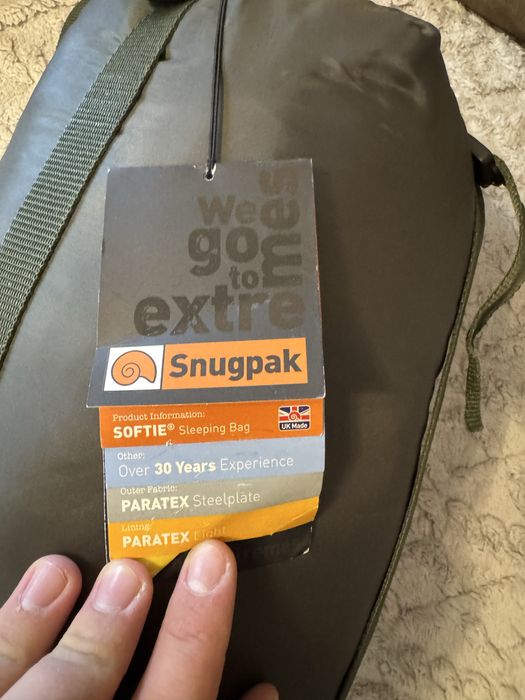 We
go
to
extremes
Snugpak
Product Information:
SOFTIE® Sleeping Bag
UK Made
Other:
Over 30 Years Experience
Outer Fabric:
PARATEX Steelplate
Lining:
PARATEX Light